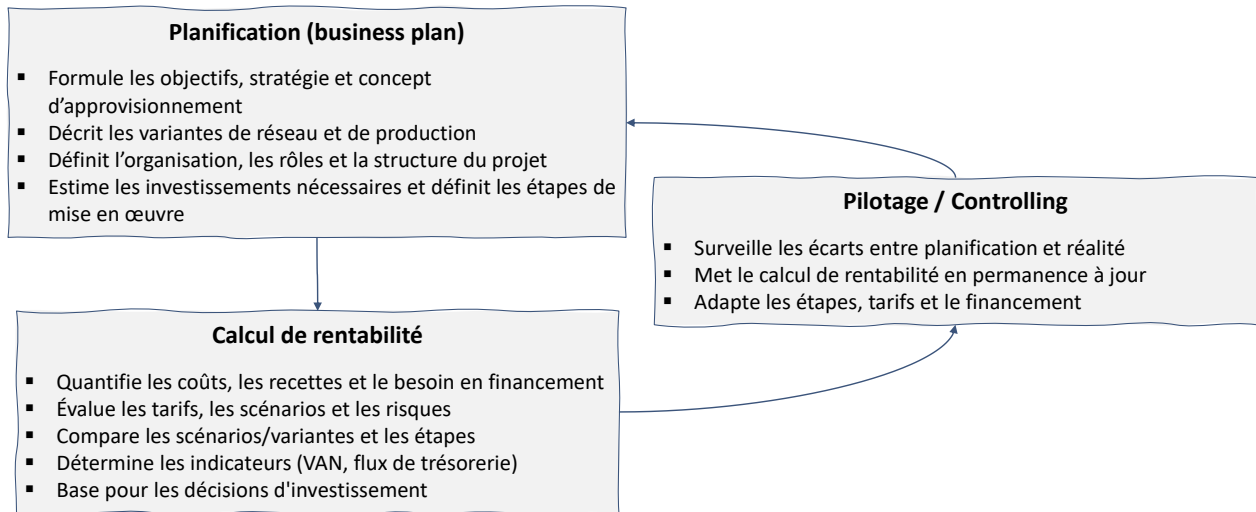 Planification (business plan)
▪ Formule les objectifs, stratégie et concept
d’approvisionnement
▪ Décrit les variantes de réseau et de production
▪ Définit l’organisation, les rôles et la structure du projet
▪ Estime les investissements nécessaires et définit les étapes de
mise en œuvre
Pilotage / Controlling
▪ Surveille les écarts entre planification et réalité
▪ Met le calcul de rentabilité en permanence à jour
▪ Adapte les étapes, tarifs et le financement
Calcul de rentabilité
▪ Quantifie les coûts, les recettes et le besoin en financement
▪ Évalue les tarifs, les scénarios et les risques
▪ Compare les scénarios/variantes et les étapes
▪ Détermine les indicateurs (VAN, flux de trésorerie)
▪ Base pour les décisions d'investissement